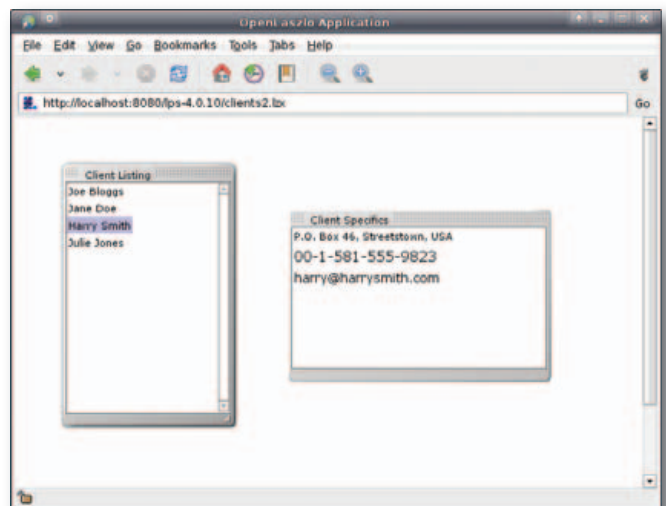 OpenLaszlo Application
File Edit View Go Bookmarks Tools Tabs Help
http://localhost:8080/lps-4.0.10/clients2.lzx Go
Client Listing
Joe Bloggs
Jane Doe
Harry Smith
Julie Jones
Client Specifics
P.O. Box 46, Streetstown, USA
00-1-581-555-9823
harry@harrysmith.com